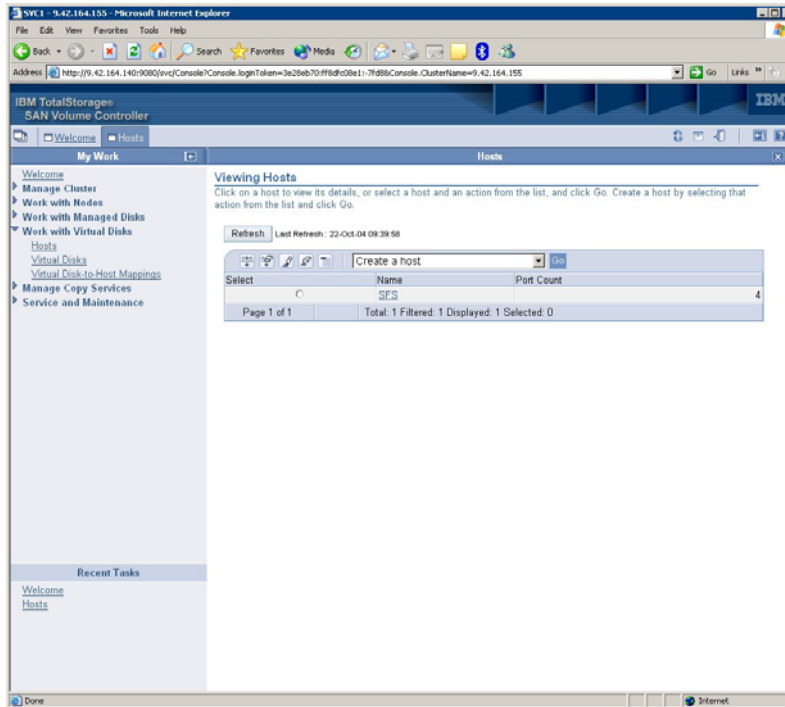 SVC1 - 9.42.164.155 - Microsoft Internet Explorer
File Edit View Favorites Tools Help
Back Search Favorites Media
Address http://9.42.164.140:9080/svc/Console?Console.loginToken=3e28eb70:ff8dfc08e1:-7fd8&Console.ClusterName=9.42.164.155 Go Links »
IBM TotalStorage®
SAN Volume Controller
IBM
Welcome Hosts
My Work
Hosts
Welcome
Manage Cluster
Work with Nodes
Work with Managed Disks
Work with Virtual Disks
Hosts
Virtual Disks
Virtual Disk-to-Host Mappings
Manage Copy Services
Service and Maintenance
Viewing Hosts
Click on a host to view its details, or select a host and an action from the list, and click Go. Create a host by selecting that
action from the list and click Go.
Refresh Last Refresh : 22-Oct-04 09:39:58
Create a host Go
Select Name Port Count
SFS 4
Page 1 of 1 Total: 1 Filtered: 1 Displayed: 1 Selected: 0
Recent Tasks
Welcome
Hosts
Done Internet